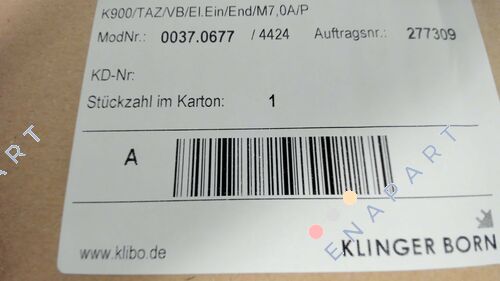 K900/TAZ/VB/El.Ein/End/M7,0A/P
ModNr.: 0037.0677 / 4424 Auftragsnr.: 277309
KD-Nr:
Stückzahl im Karton: 1
A
www.klibo.de
KLINGER BORN
ENAPART
ART